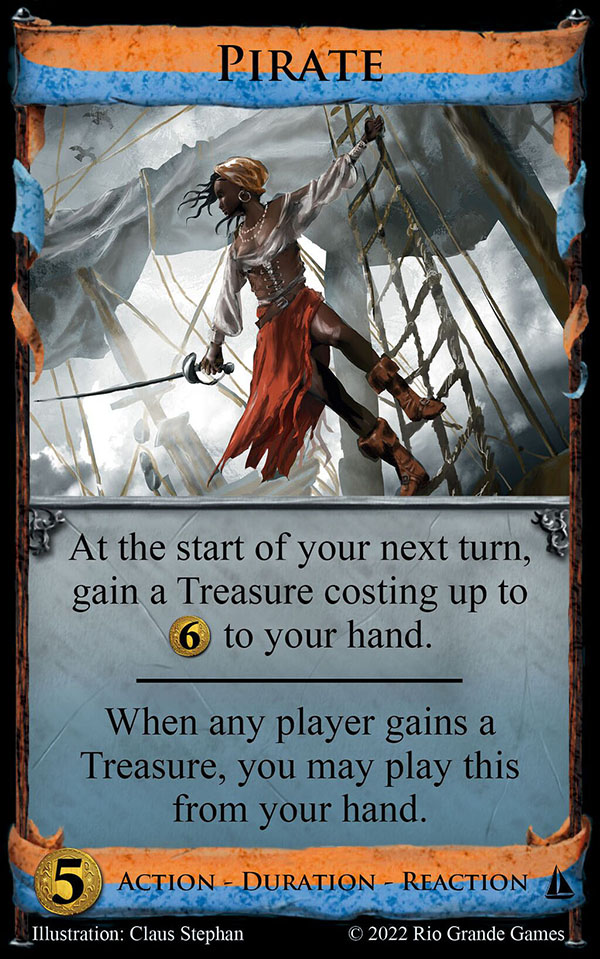 PIRATE
At the start of your next turn,
gain a Treasure costing up to
6 to your hand.
When any player gains a
Treasure, you may play this
from your hand.
5 ACTION - DURATION - REACTION
Illustration: Claus Stephan © 2022 Rio Grande Games